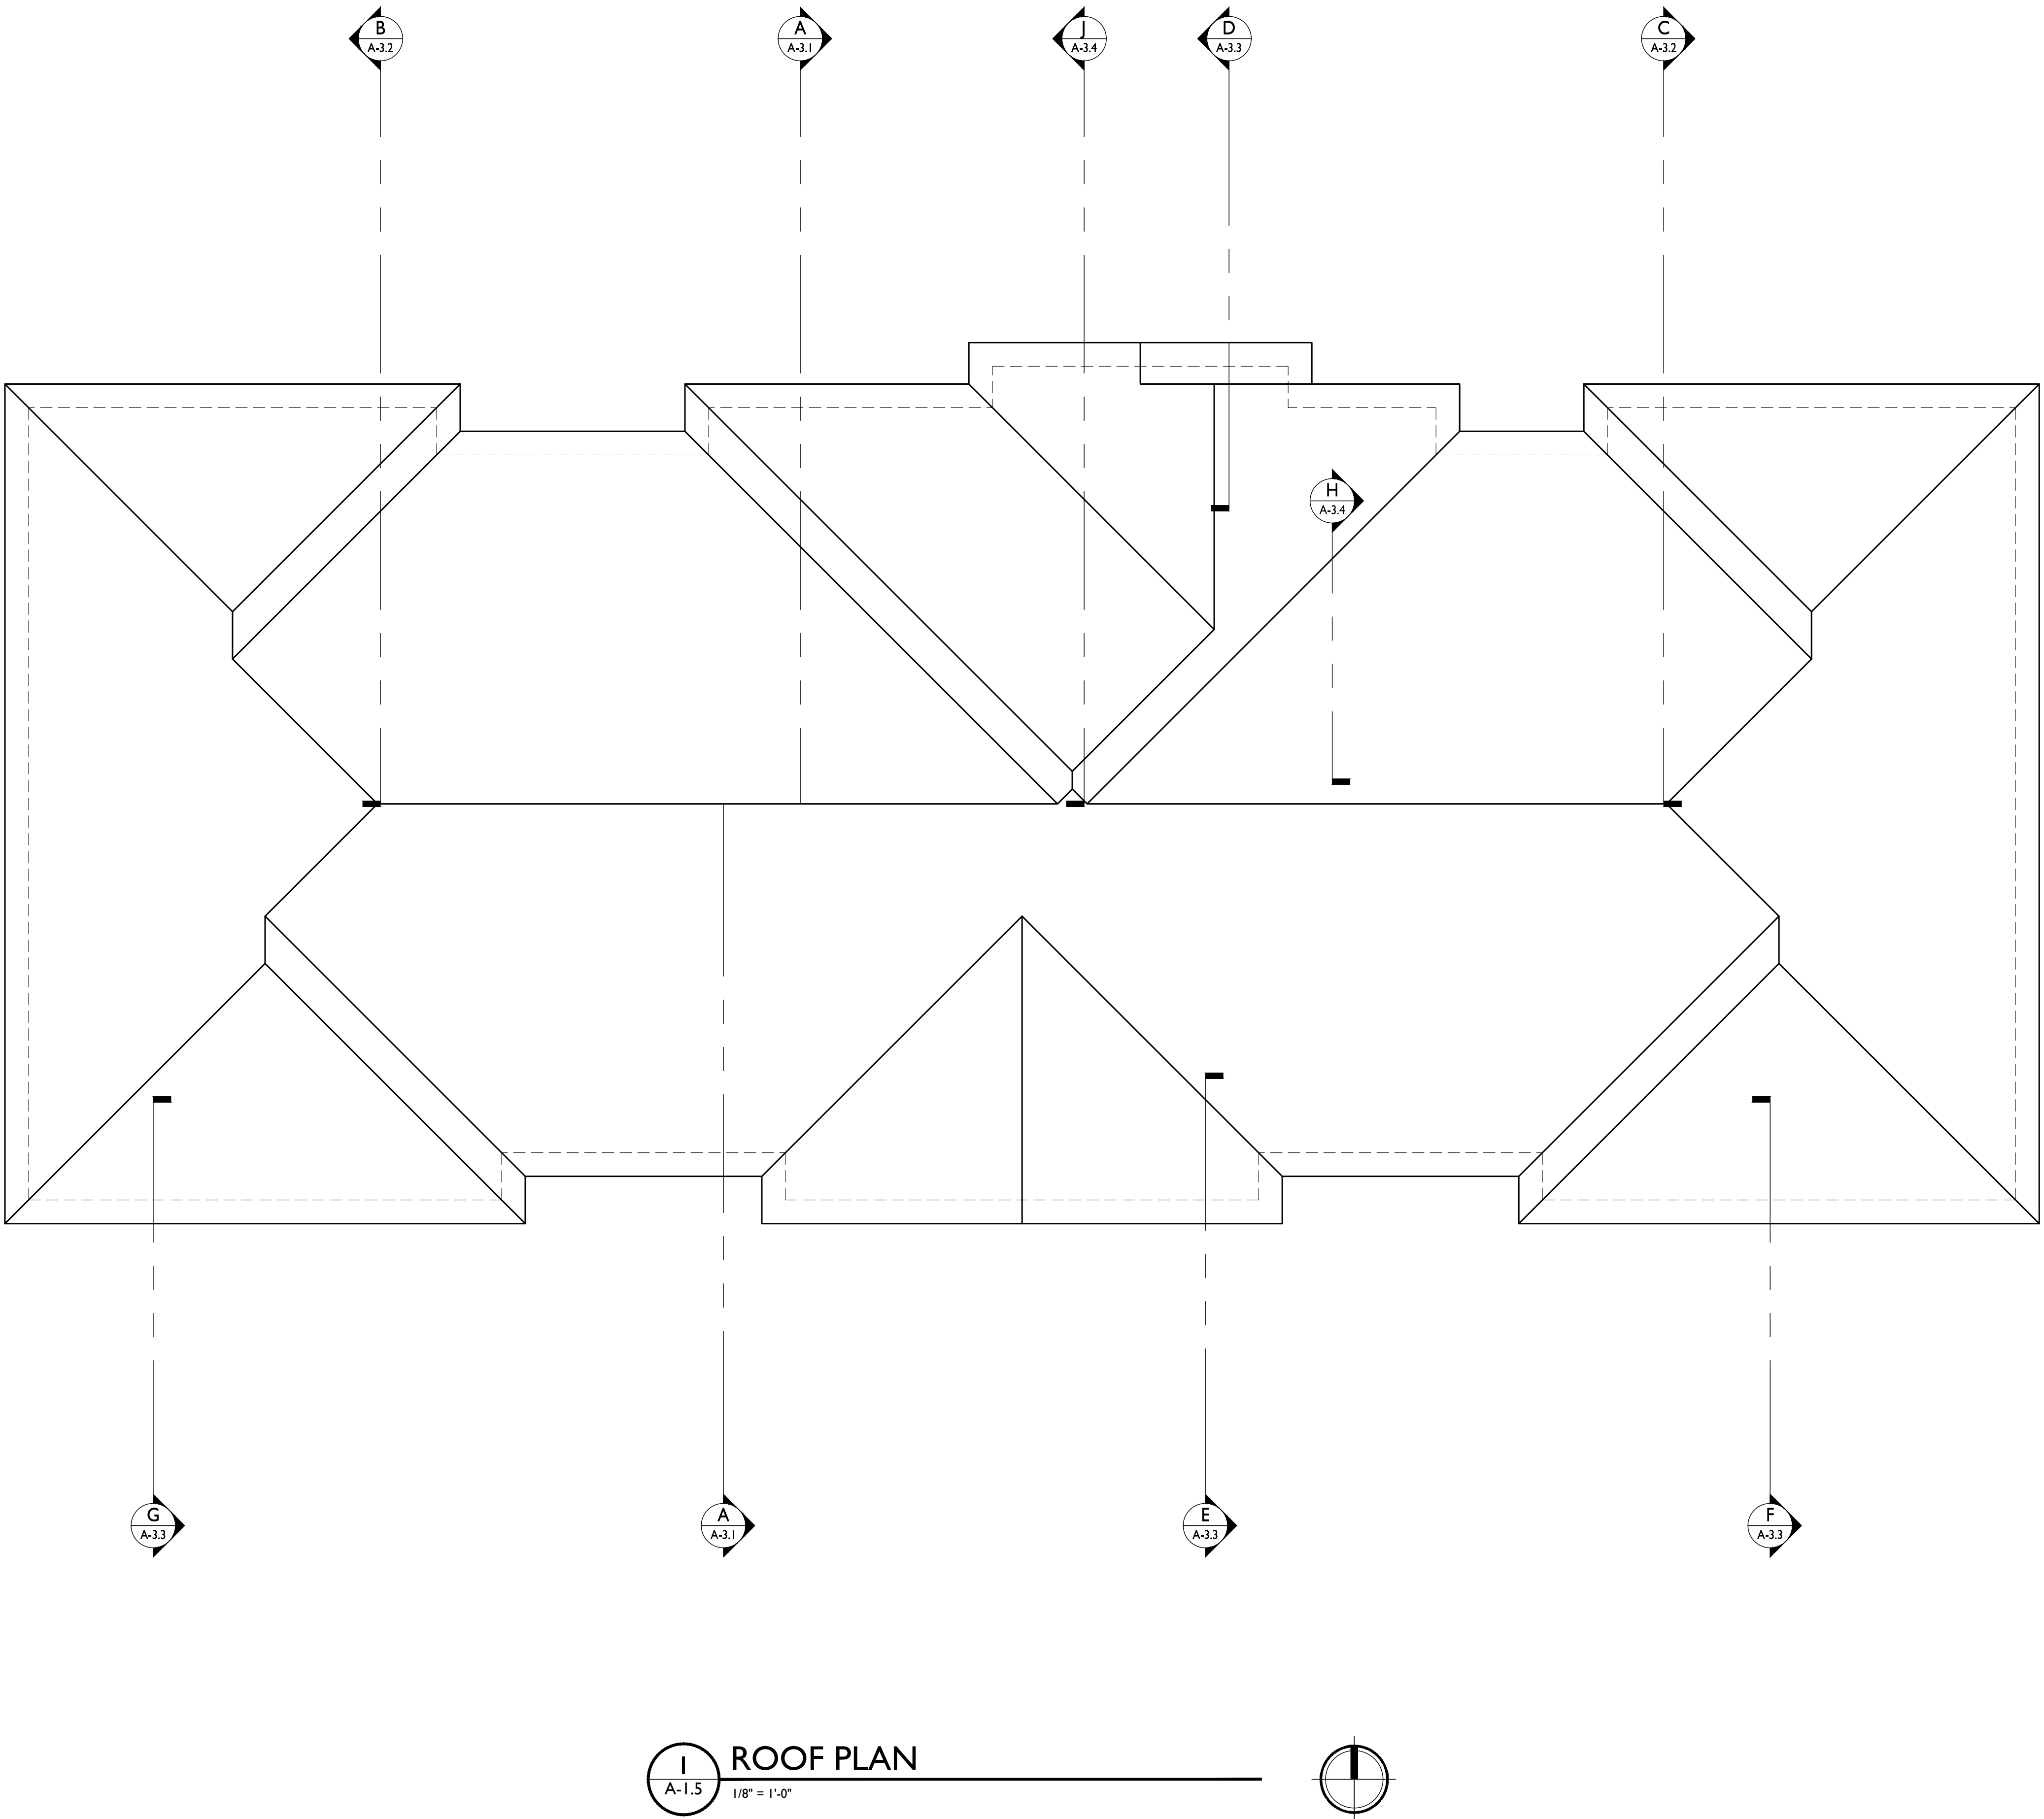 B
A-3.2
A
A-3.1
J
A-3.4
D
A-3.3
C
A-3.2
H
A-3.4
G
A-3.3
A
A-3.1
E
A-3.3
F
A-3.3
1
A-1.5
ROOF PLAN
1/8" = 1'-0"